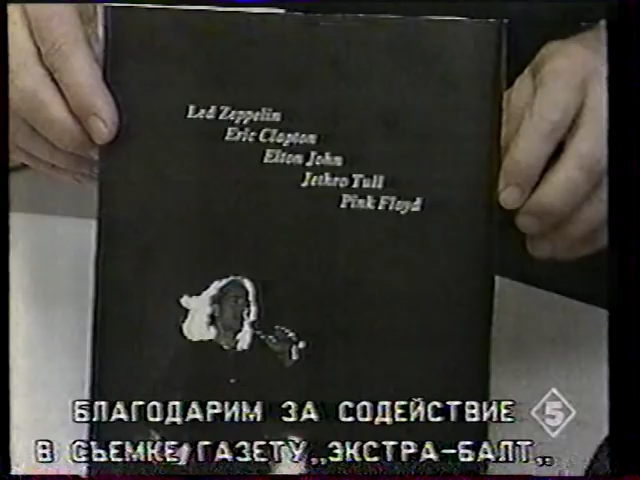 Led Zeppelin
Eric Clapton
Elton John
Jethro Tull
Pink Floyd
БЛАГОДАРИМ ЗА СОДЕЙСТВИЕ
5
В СЪЕМКЕ ГАЗЕТУ„ЭКСТРА-БАЛТ„